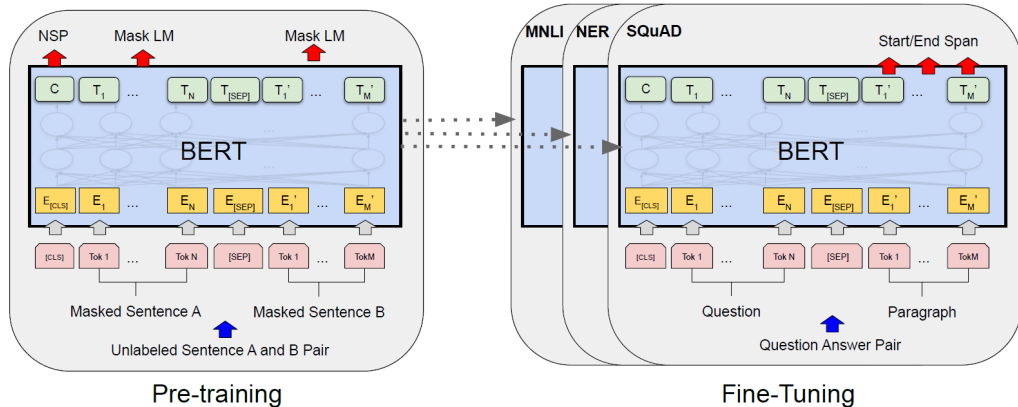 NSP Mask LM Mask LM
C T1 ... TN T[SEP] T1' ... TM'
BERT
E[CLS] E1 ... EN E[SEP] E1' ... EM'
[CLS] Tok 1 ... Tok N [SEP] Tok 1 ... TokM
Masked Sentence A Masked Sentence B
Unlabeled Sentence A and B Pair
Pre-training
MNLI NER SQuAD
Start/End Span
C T1 ... TN T[SEP] T1' ... TM'
BERT
E[CLS] E1 ... EN E[SEP] E1' ... EM'
[CLS] Tok 1 ... Tok N [SEP] Tok 1 ... TokM
Question Paragraph
Question Answer Pair
Fine-Tuning